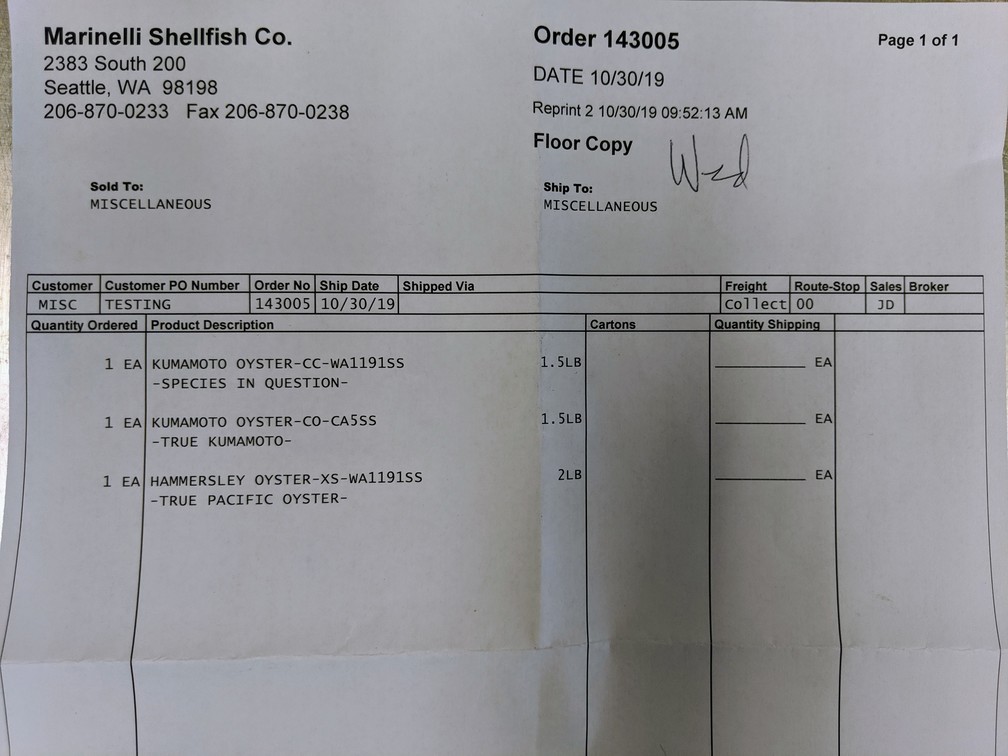 Marinelli Shellfish Co.
2383 South 200
Seattle, WA 98198
206-870-0233 Fax 206-870-0238
Order 143005
Page 1 of 1
DATE 10/30/19
Reprint 2 10/30/19 09:52:13 AM
Floor Copy
Wed
Sold To:
MISCELLANEOUS
Ship To:
MISCELLANEOUS
Customer Customer PO Number Order No Ship Date Shipped Via Freight Route-Stop Sales Broker
MISC TESTING 143005 10/30/19 Collect 00 JD
Quantity Ordered Product Description Cartons Quantity Shipping
1 EA KUMAMOTO OYSTER-CC-WA1191SS 1.5LB EA
-SPECIES IN QUESTION-
1 EA KUMAMOTO OYSTER-CO-CA5SS 1.5LB EA
-TRUE KUMAMOTO-
1 EA HAMMERSLEY OYSTER-XS-WA1191SS 2LB EA
-TRUE PACIFIC OYSTER-